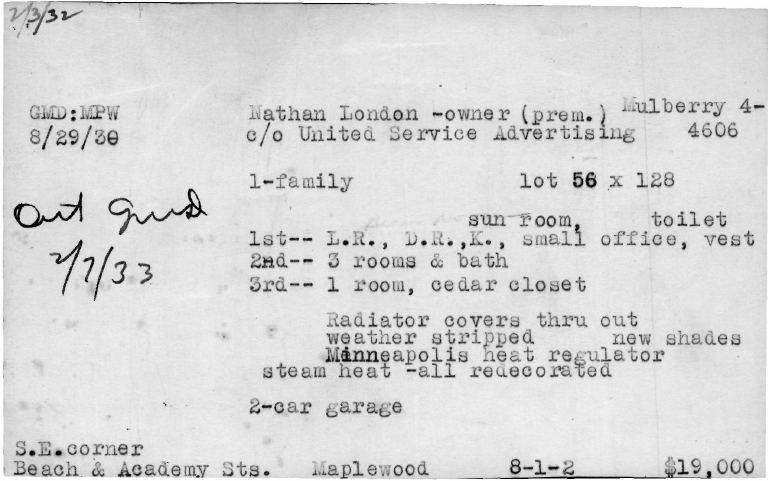 2/3/32
GMD:MPW Nathan London -owner (prem.) Mulberry 4-
8/29/30 c/o United Service Advertising 4606
1-family lot 56 x 128
Out
sun room, toilet
1st-- L.R., D.R.,K., small office, vest
2nd-- 3 rooms & bath
2/7/33
3rd-- 1 room, cedar closet
Radiator covers thru out
weather stripped new shades
Minneapolis heat regulator
steam heat -all redecorated
2-car garage
S.E.corner
Beach & Academy Sts. Maplewood 8-1-2 $19,000